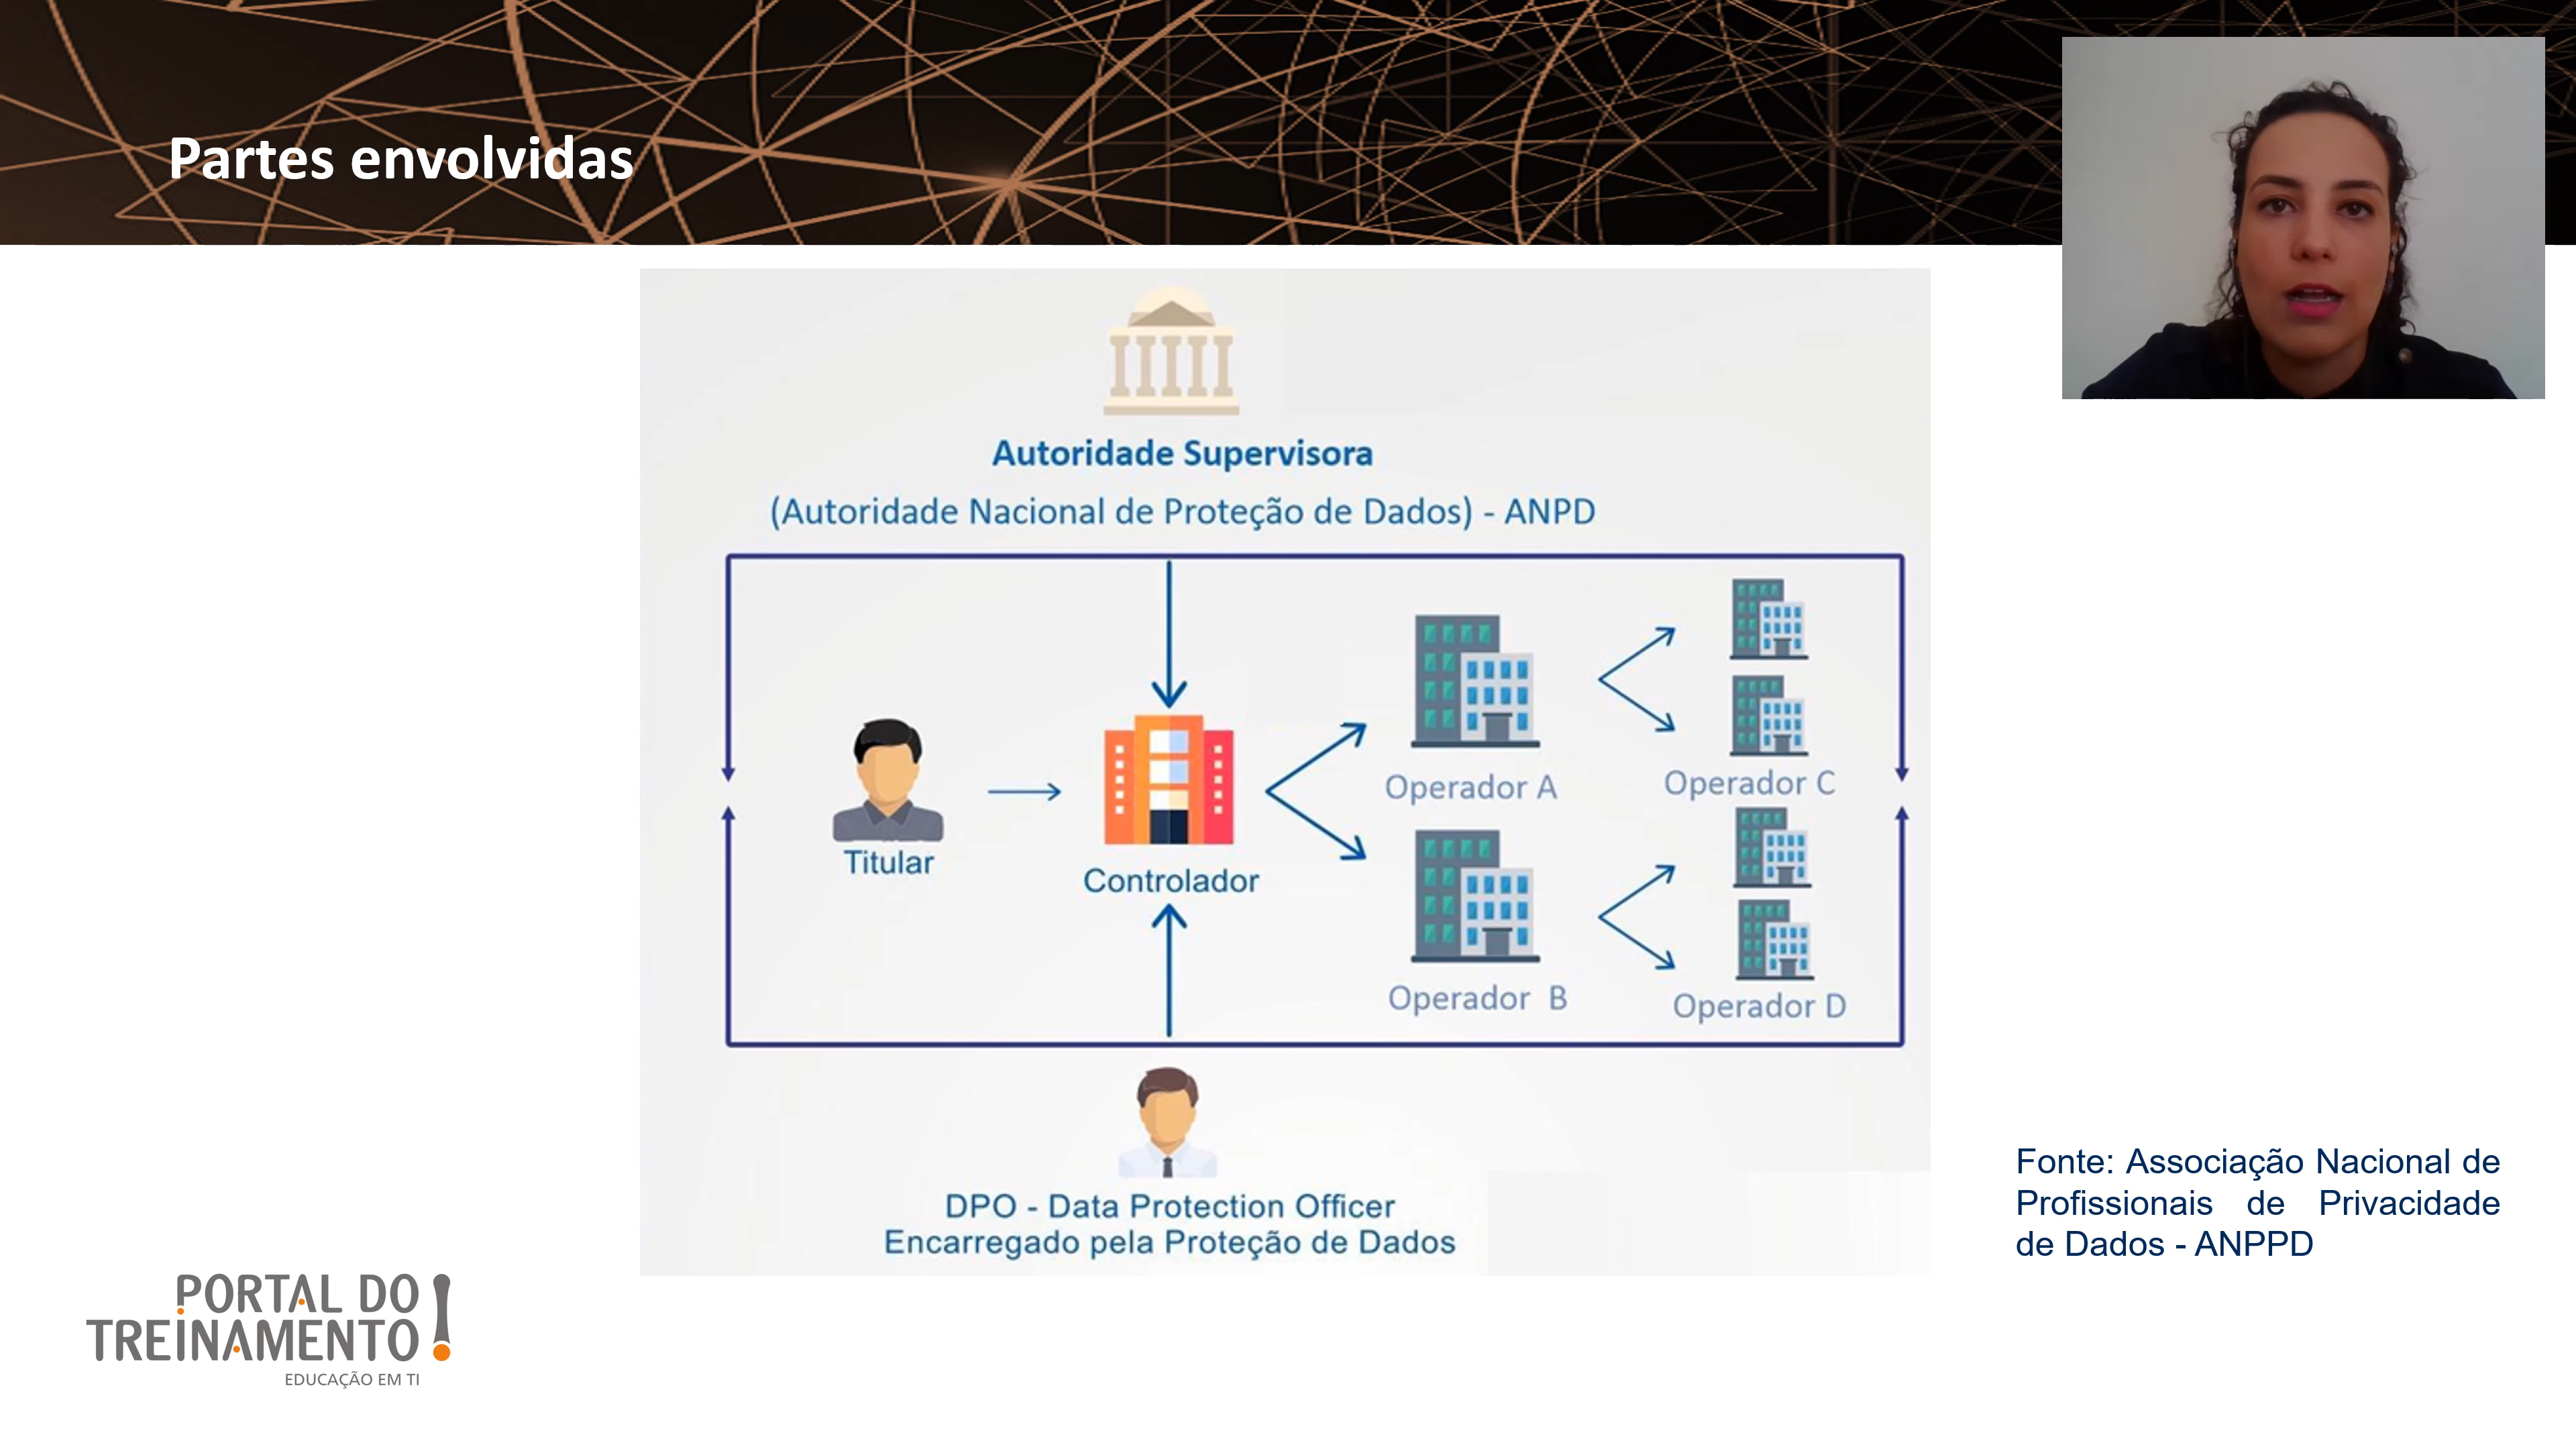 Partes envolvidas
Autoridade Supervisora
(Autoridade Nacional de Proteção de Dados) - ANPD
Titular
Controlador
Operador A
Operador C
Operador  B
Operador D
DPO - Data Protection Officer
Encarregado pela Proteção de Dados
Fonte: Associação Nacional de
Profissionais de Privacidade
de Dados - ANPPD
PORTAL DO
TREINAMENTO!
EDUCAÇÃO EM TI